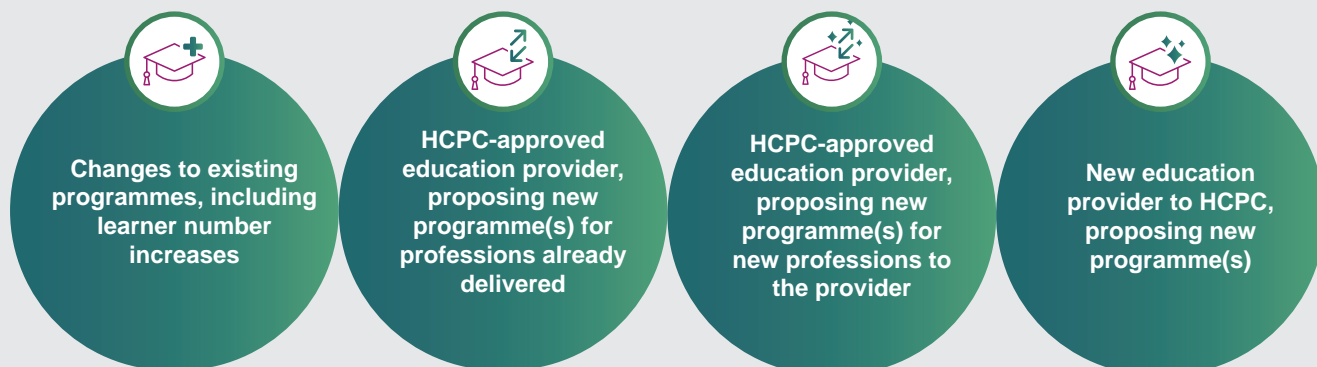 Changes to existing
programmes, including
learner number
increases
HCPC-approved
education provider,
proposing new
programme(s) for
professions already
delivered
HCPC-approved
education provider,
proposing new
programme(s) for
new professions to
the provider
New education
provider to HCPC,
proposing new
programme(s)